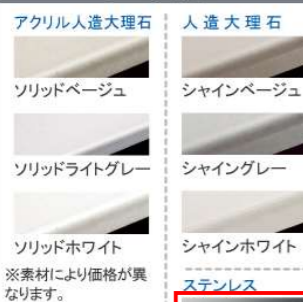 アクリル人造大理石
ソリッドベージュ
ソリッドライトグレー
ソリッドホワイト
※素材により価格が異
なります。
人造大理石
シャインベージュ
シャイングレー
シャインホワイト
ステンレス